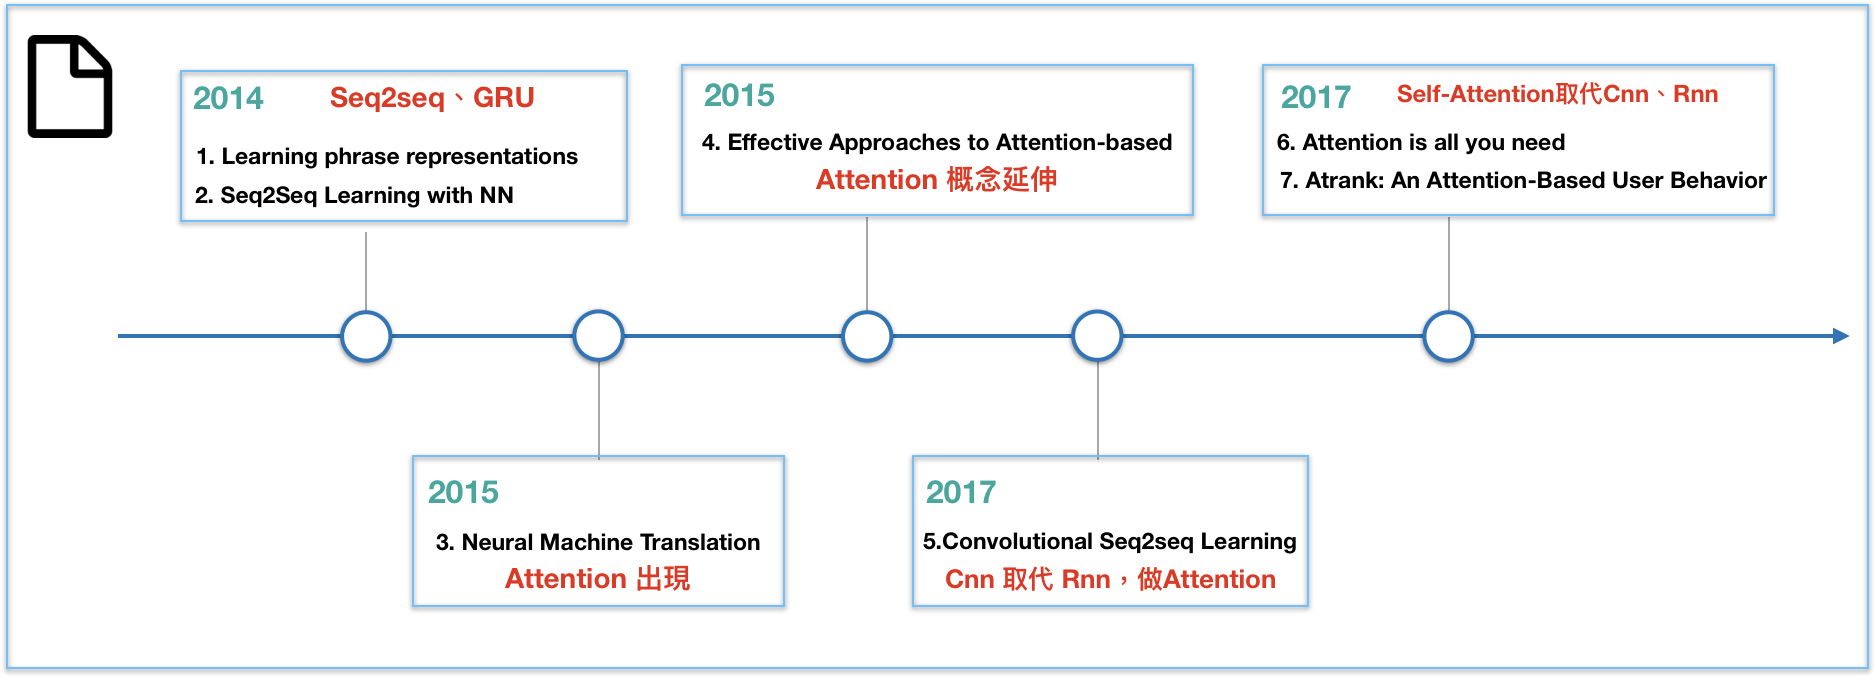 2014 Seq2seq、GRU
1. Learning phrase representations
2. Seq2Seq Learning with NN
2015
3. Neural Machine Translation
Attention 出現
2015
4. Effective Approaches to Attention-based
Attention 概念延伸
2017
5.Convolutional Seq2seq Learning
Cnn 取代 Rnn，做Attention
2017 Self-Attention取代Cnn、Rnn
6. Attention is all you need
7. Atrank: An Attention-Based User Behavior